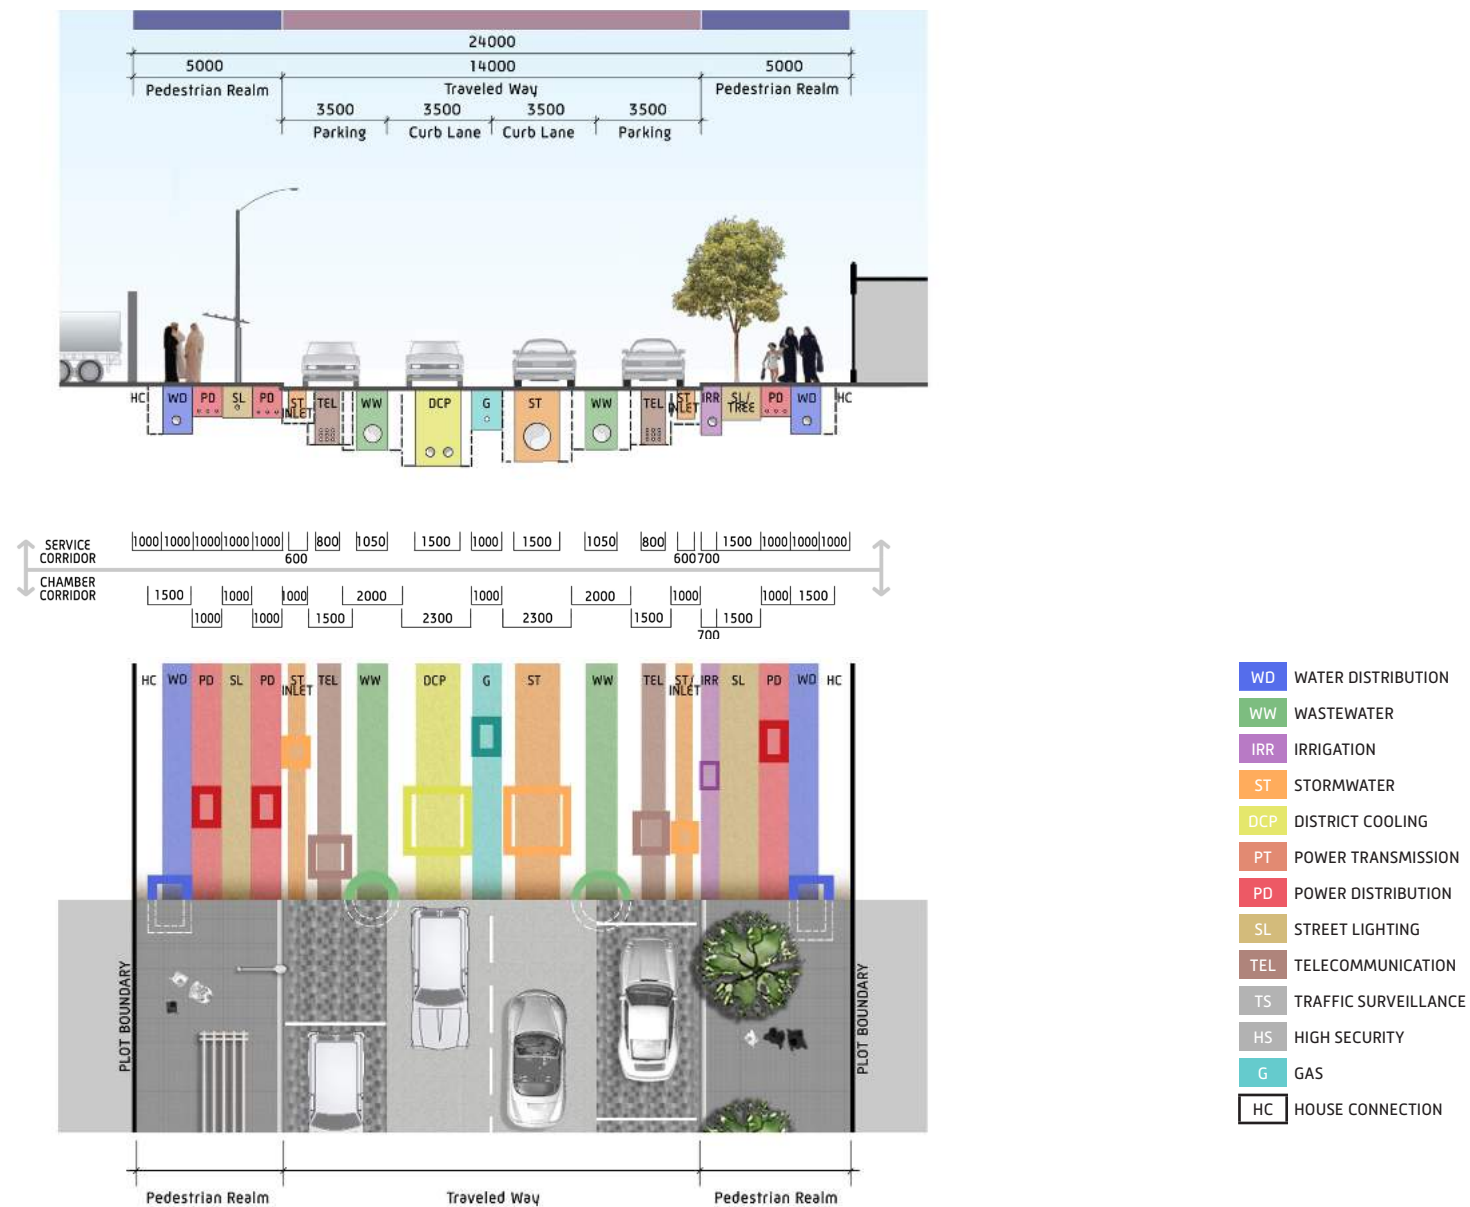 24000
5000 14000 5000
Pedestrian Realm Traveled Way Pedestrian Realm
3500 3500 3500 3500
Parking Curb Lane Curb Lane Parking
HC WD PD SL PD ST INLET TEL WW DCP G ST WW TEL ST INLET IRR SL/ TREE PD WD HC
SERVICE CORRIDOR
1000 1000 1000 1000 1000 600 800 1050 1500 1000 1500 1050 800 600 700 1500 1000 1000 1000
CHAMBER CORRIDOR
1500 1000 1000 2000 1000 2000 1000 1000 1500
1000 1000 1500 2300 2300 1500 700 1500
HC WD PD SL PD ST INLET TEL WW DCP G ST WW TEL ST/ INLET IRR SL PD WD HC
PLOT BOUNDARY
PLOT BOUNDARY
Pedestrian Realm Traveled Way Pedestrian Realm
WD WATER DISTRIBUTION
WW WASTEWATER
IRR IRRIGATION
ST STORMWATER
DCP DISTRICT COOLING
PT POWER TRANSMISSION
PD POWER DISTRIBUTION
SL STREET LIGHTING
TEL TELECOMMUNICATION
TS TRAFFIC SURVEILLANCE
HS HIGH SECURITY
G GAS
HC HOUSE CONNECTION